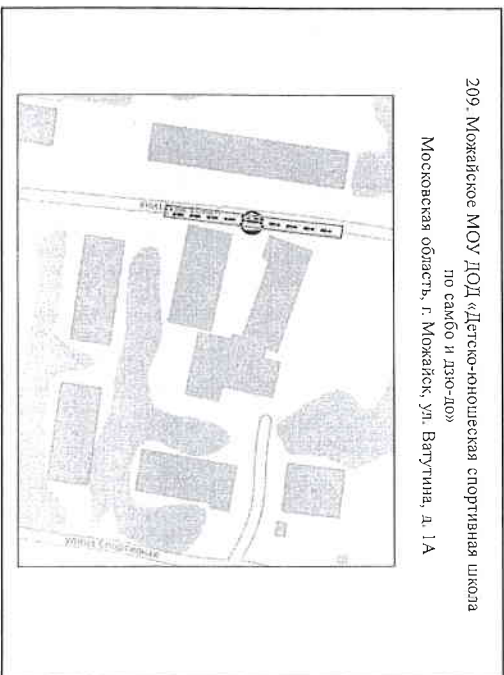 209. Можайское МОУ ДОД «Детско-юношеская спортивная школа
по самбо и дзю-до»
Московская область, г. Можайск, ул. Ватутина, д. 1А
улица